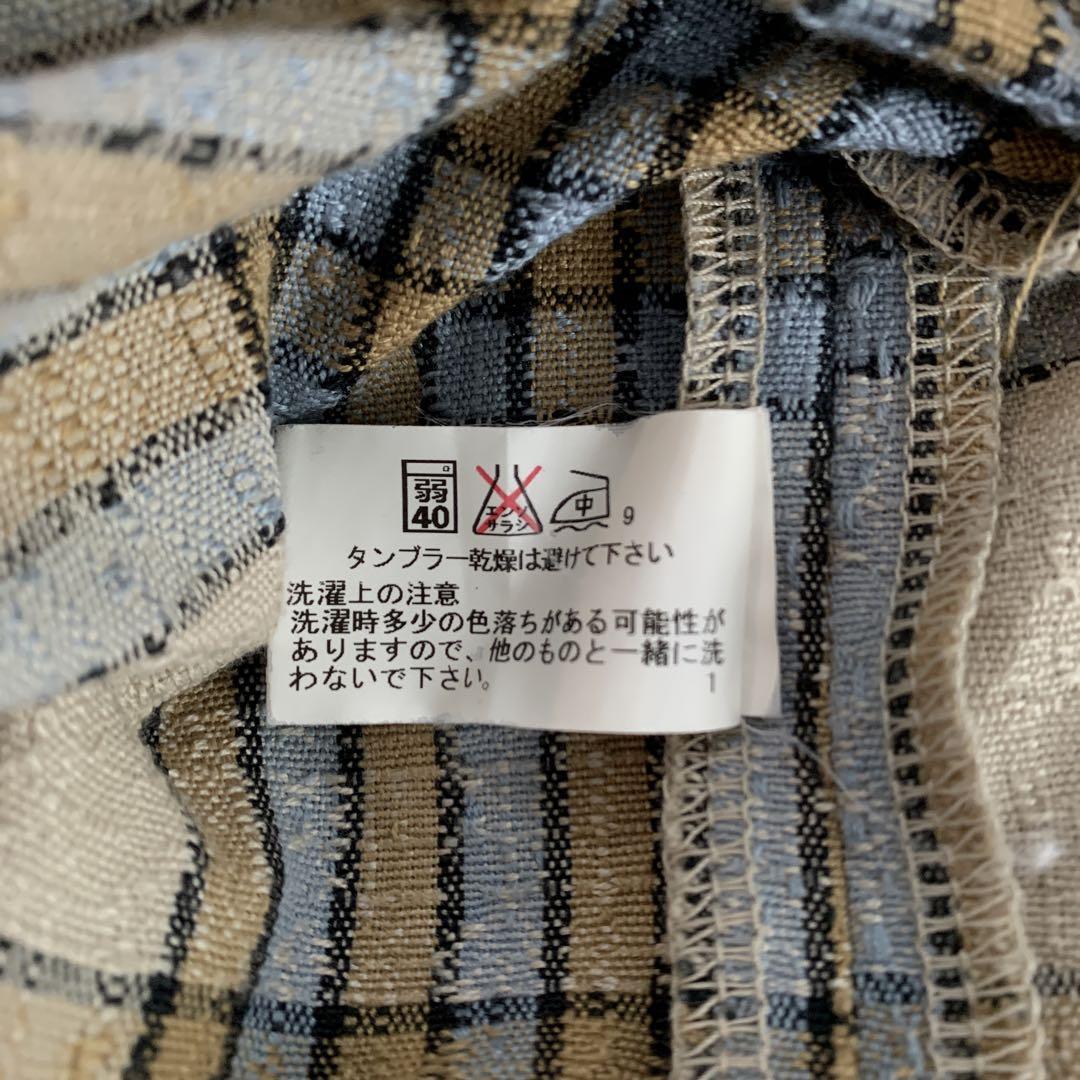 弱 40 エンソ サラシ 中 9
タンブラー乾燥は避けて下さい
洗濯上の注意
洗濯時多少の色落ちがある可能性が
ありますので、他のものと一緒に洗
わないで下さい。 1